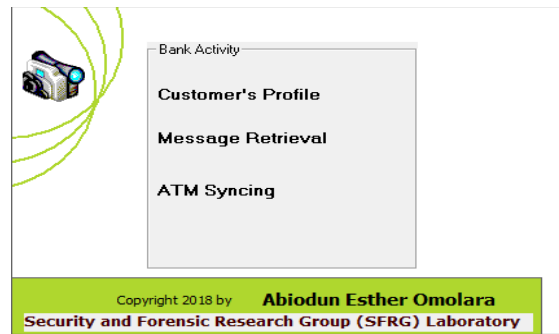 Bank Activity
Customer's Profile
Message Retrieval
ATM Syncing
Copyright 2018 by Abiodun Esther Omolara
Security and Forensic Research Group (SFRG) Laboratory